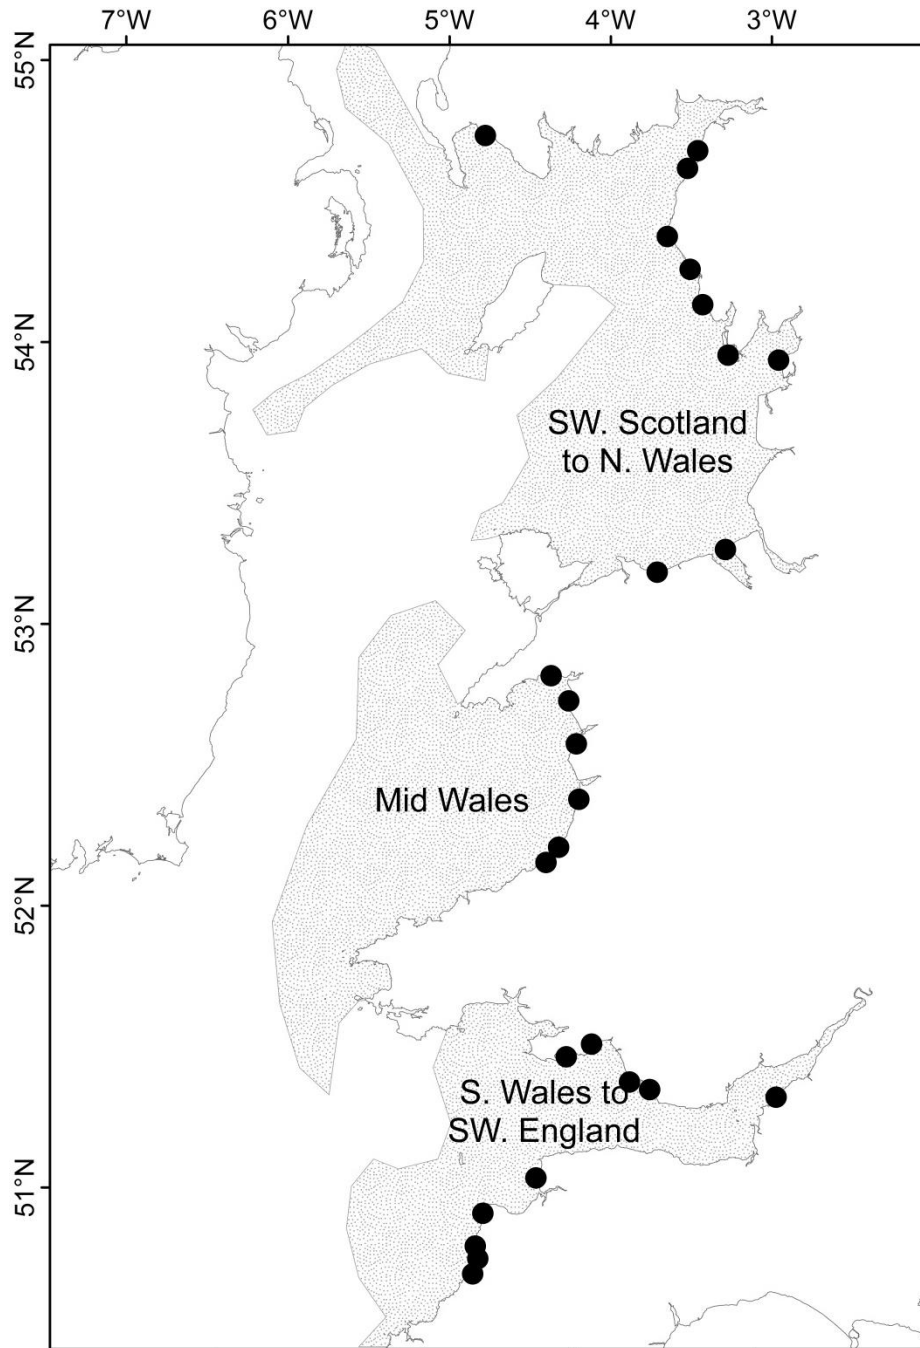 7°W 6°W 5°W 4°W 3°W
55°N
54°N
SW. Scotland
to N. Wales
53°N
Mid Wales
52°N
S. Wales to
SW. England
51°N